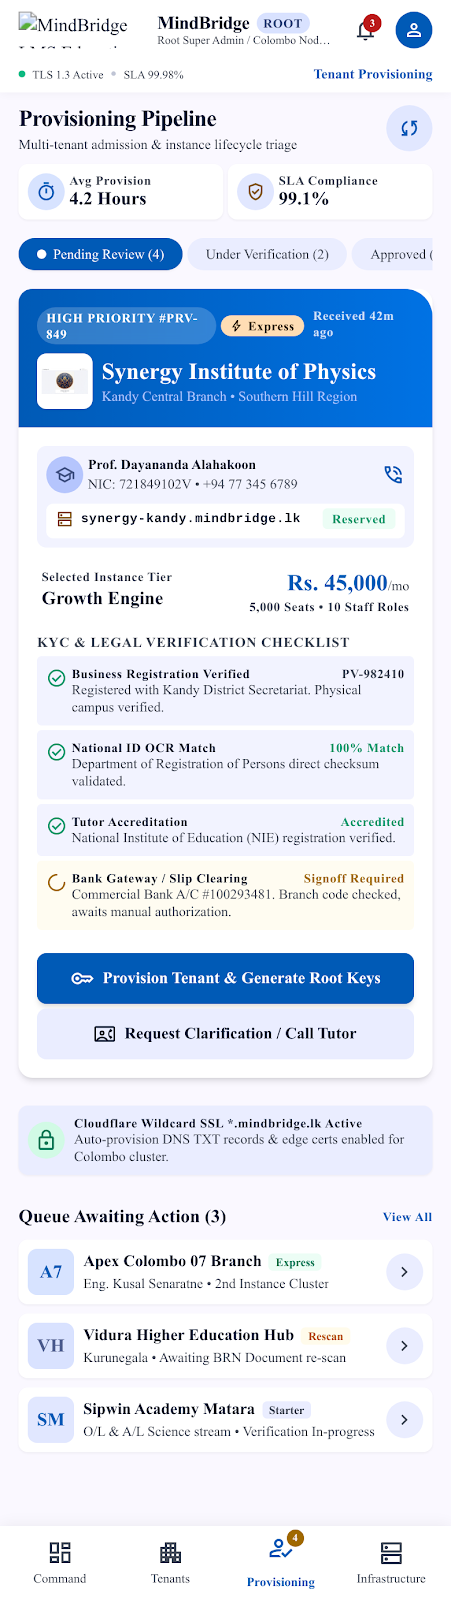 MindBridge
MindBridge ROOT
Root Super Admin / Colombo Nod...
3
TLS 1.3 Active • SLA 99.98%
Tenant Provisioning
Provisioning Pipeline
Multi-tenant admission & instance lifecycle triage
Avg Provision
4.2 Hours
SLA Compliance
99.1%
Pending Review (4)
Under Verification (2)
Approved (
HIGH PRIORITY #PRV-
849
Express
Received 42m
ago
Synergy Institute of Physics
Kandy Central Branch • Southern Hill Region
Prof. Dayananda Alahakoon
NIC: 721849102V • +94 77 345 6789
synergy-kandy.mindbridge.lk
Reserved
Selected Instance Tier
Growth Engine
Rs. 45,000/mo
5,000 Seats • 10 Staff Roles
KYC & LEGAL VERIFICATION CHECKLIST
Business Registration Verified PV-982410
Registered with Kandy District Secretariat. Physical
campus verified.
National ID OCR Match 100% Match
Department of Registration of Persons direct checksum
validated.
Tutor Accreditation Accredited
National Institute of Education (NIE) registration verified.
Bank Gateway / Slip Clearing Signoff Required
Commercial Bank A/C #100293481. Branch code checked,
awaits manual authorization.
Provision Tenant & Generate Root Keys
Request Clarification / Call Tutor
Cloudflare Wildcard SSL *.mindbridge.lk Active
Auto-provision DNS TXT records & edge certs enabled for
Colombo cluster.
Queue Awaiting Action (3)
View All
A7
Apex Colombo 07 Branch Express
Eng. Kusal Senaratne • 2nd Instance Cluster
VH
Vidura Higher Education Hub Rescan
Kurunegala • Awaiting BRN Document re-scan
SM
Sipwin Academy Matara Starter
O/L & A/L Science stream • Verification In-progress
4
Command
Tenants
Provisioning
Infrastructure